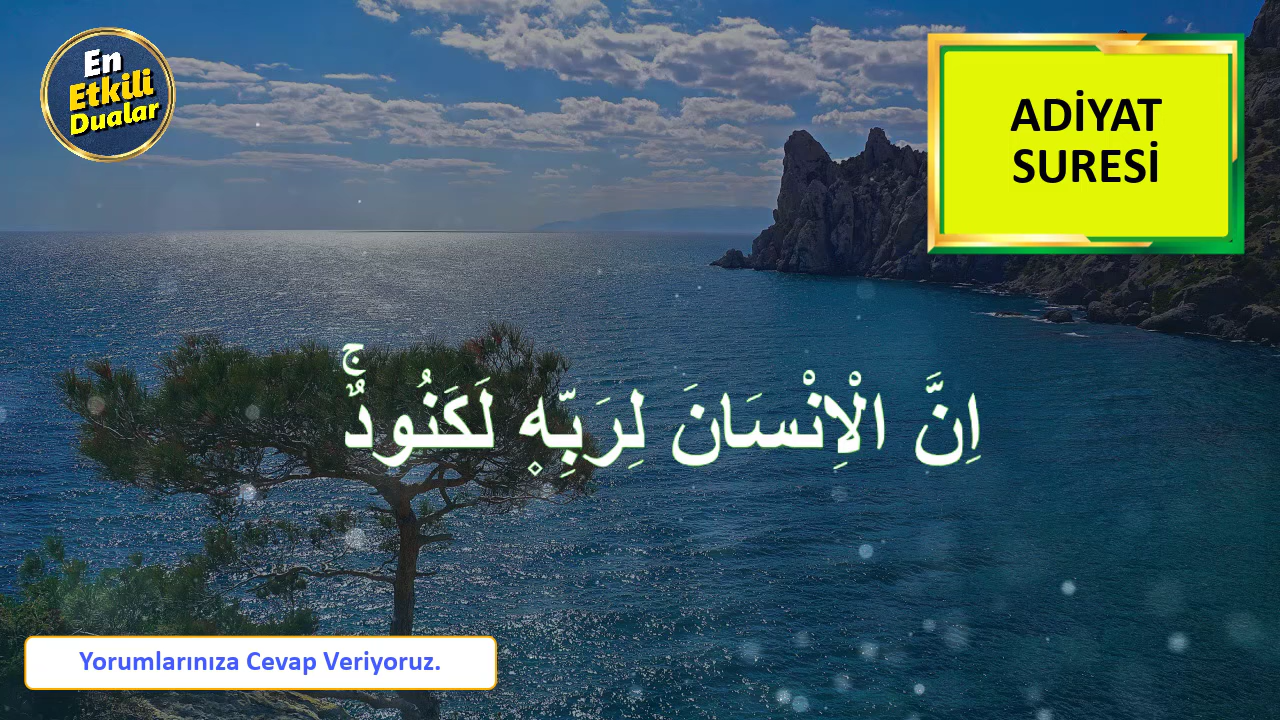 En
Etkili
Dualar
ADİYAT
SURESİ
اِنَّ الْاِنْسَانَ لِرَبِّه۪ لَكَنُودٌۚ
Yorumlarınıza Cevap Veriyoruz.